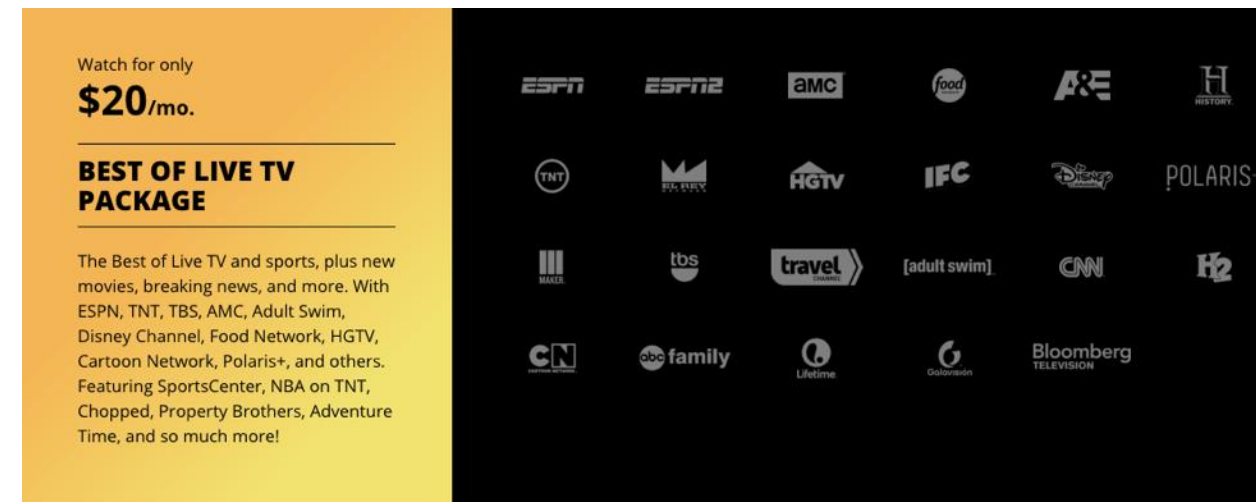 Watch for only
$20/mo.
BEST OF LIVE TV
PACKAGE
The Best of Live TV and sports, plus new
movies, breaking news, and more. With
ESPN, TNT, TBS, AMC, Adult Swim,
Disney Channel, Food Network, HGTV,
Cartoon Network, Polaris+, and others.
Featuring SportsCenter, NBA on TNT,
Chopped, Property Brothers, Adventure
Time, and so much more!
ESPN ESPN2 aMC food A&E H HISTORY
TNT EL REY NETWORK HGTV IFC Disney POLARIS+
MAKER tbs travel CHANNEL [adult swim] CNN H2
CN CARTOON NETWORK abc family Lifetime Galavisión Bloomberg TELEVISION